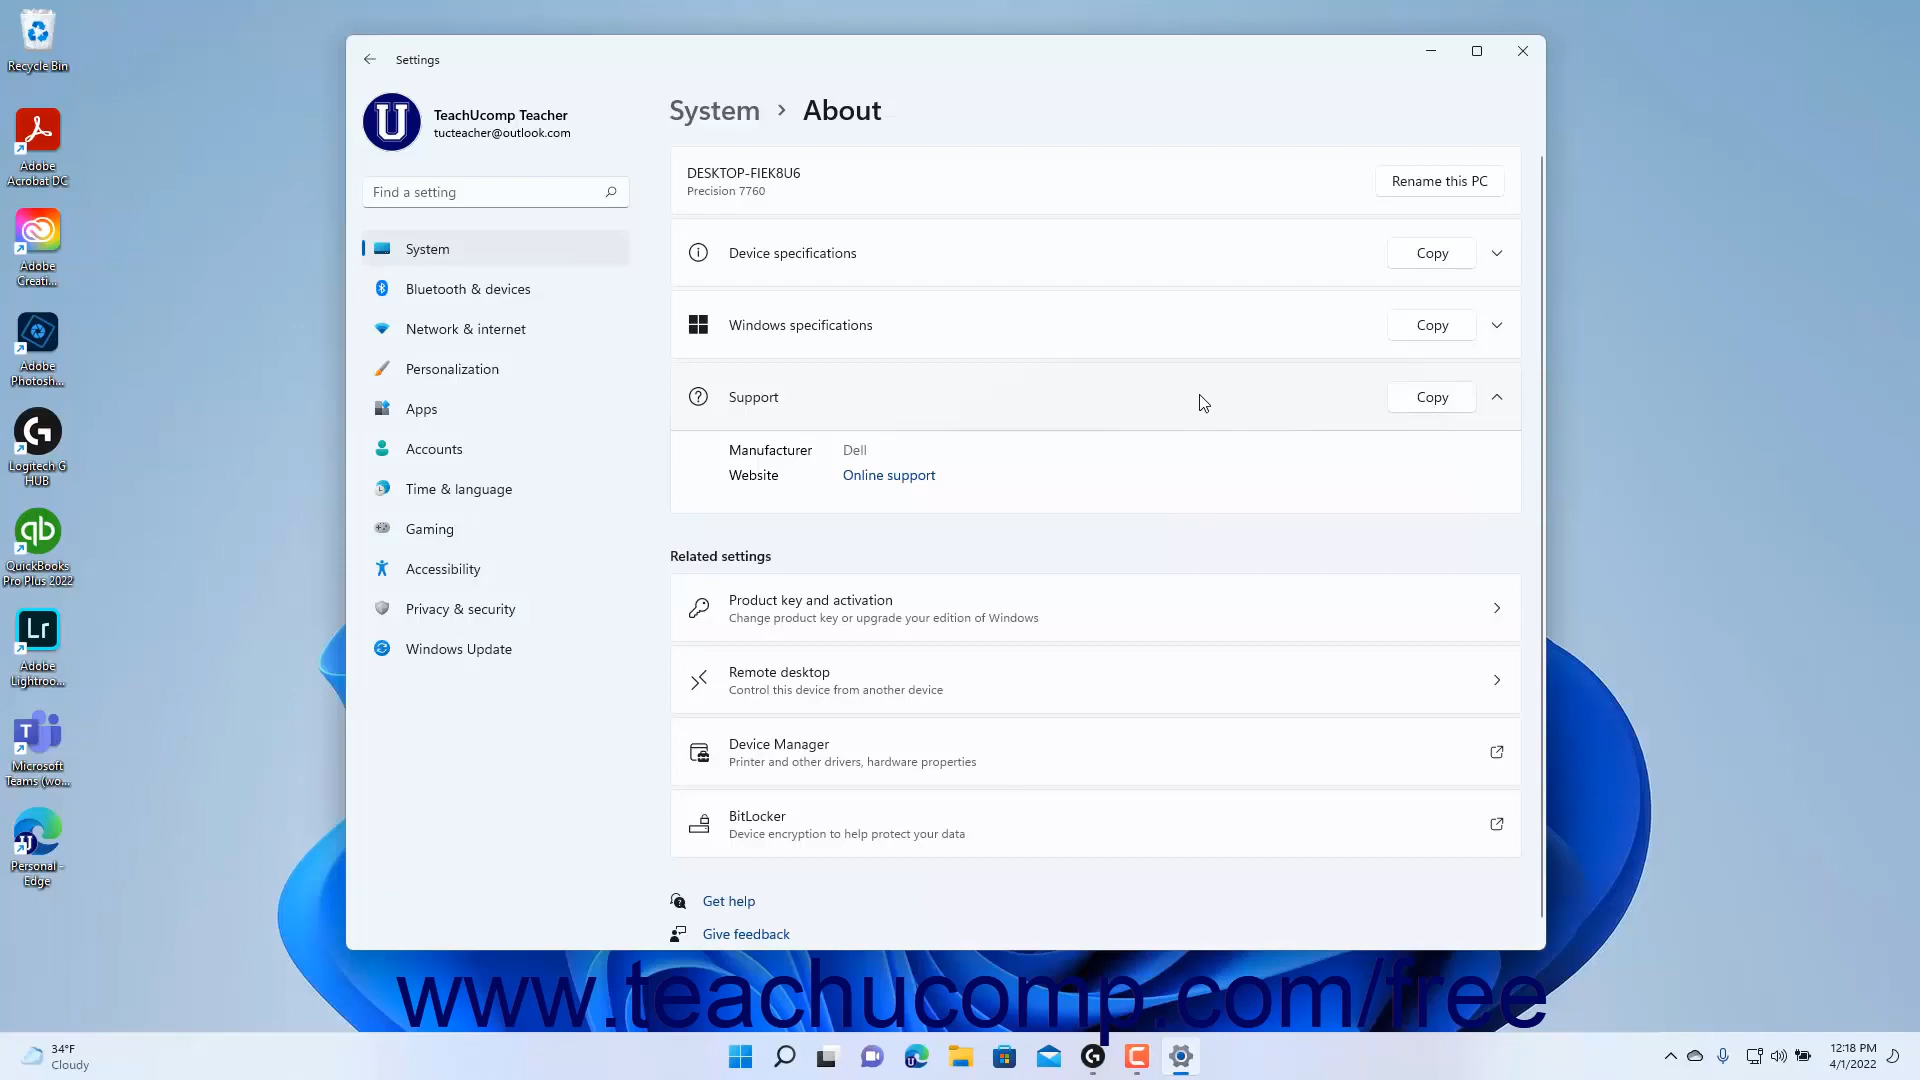 Recycle Bin
Adobe
Acrobat DC
Adobe
Creati...
Adobe
Photosh...
Logitech G
HUB
QuickBooks
Pro Plus 2022
Adobe
Lightroo...
Microsoft
Teams (wo...
Personal -
Edge
Settings
TeachUcomp Teacher
tucteacher@outlook.com
Find a setting
System
Bluetooth & devices
Network & internet
Personalization
Apps
Accounts
Time & language
Gaming
Accessibility
Privacy & security
Windows Update
System > About
DESKTOP-FIEK8U6
Precision 7760
Rename this PC
Device specifications
Copy
Windows specifications
Copy
Support
Copy
Manufacturer Dell
Website Online support
Related settings
Product key and activation
Change product key or upgrade your edition of Windows
Remote desktop
Control this device from another device
Device Manager
Printer and other drivers, hardware properties
BitLocker
Device encryption to help protect your data
Get help
Give feedback
www.teachucomp.com/free
34°F
Cloudy
12:18 PM
4/1/2022